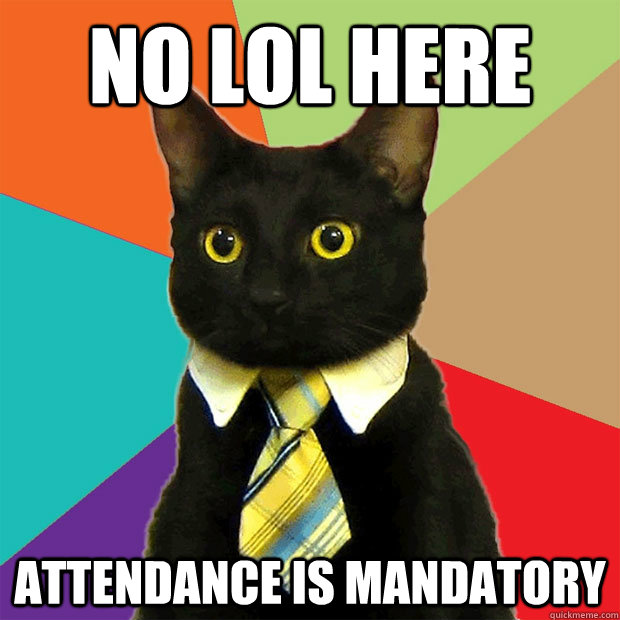 NO LOL HERE
ATTENDANCE IS MANDATORY
quickmeme.com